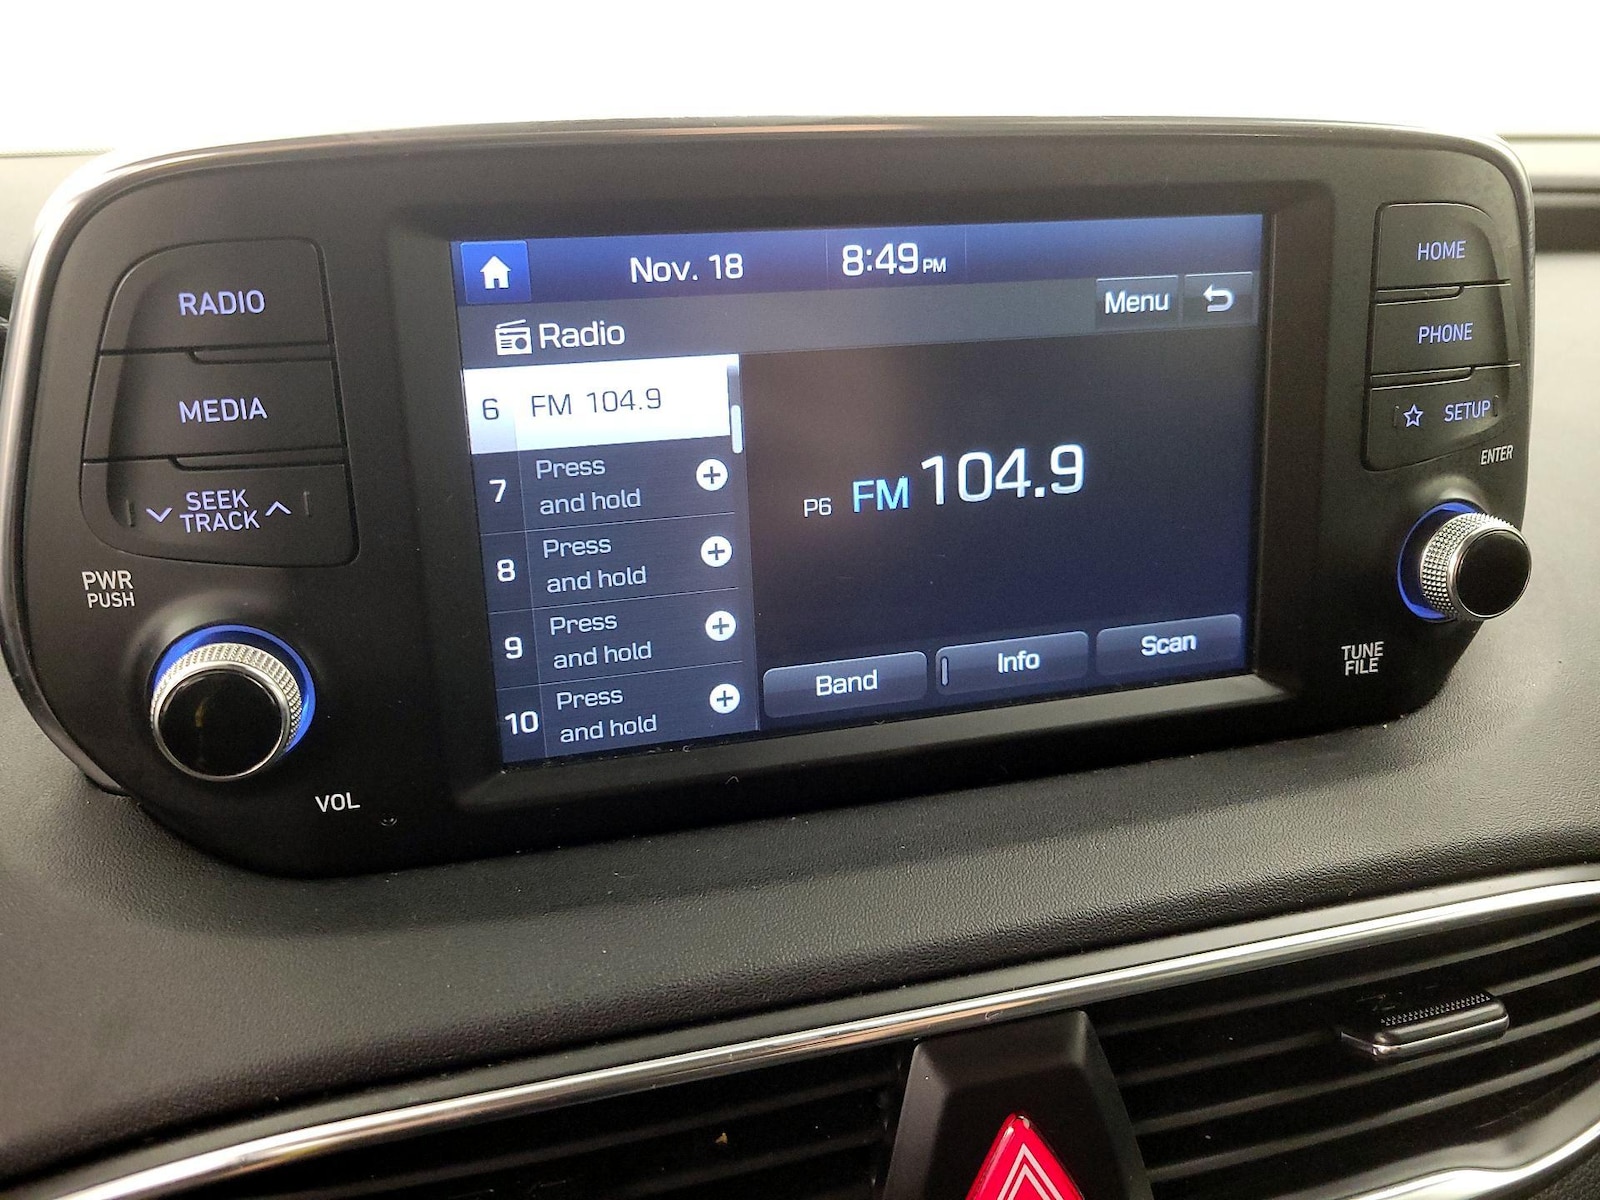 RADIO
MEDIA
SEEK
TRACK
PWR
PUSH
VOL
Nov. 18
8:49 PM
Radio
Menu
6 FM 104.9
7 Press
and hold
8 Press
and hold
9 Press
and hold
10 Press
and hold
P6 FM 104.9
Band
Info
Scan
HOME
PHONE
SETUP
ENTER
TUNE
FILE